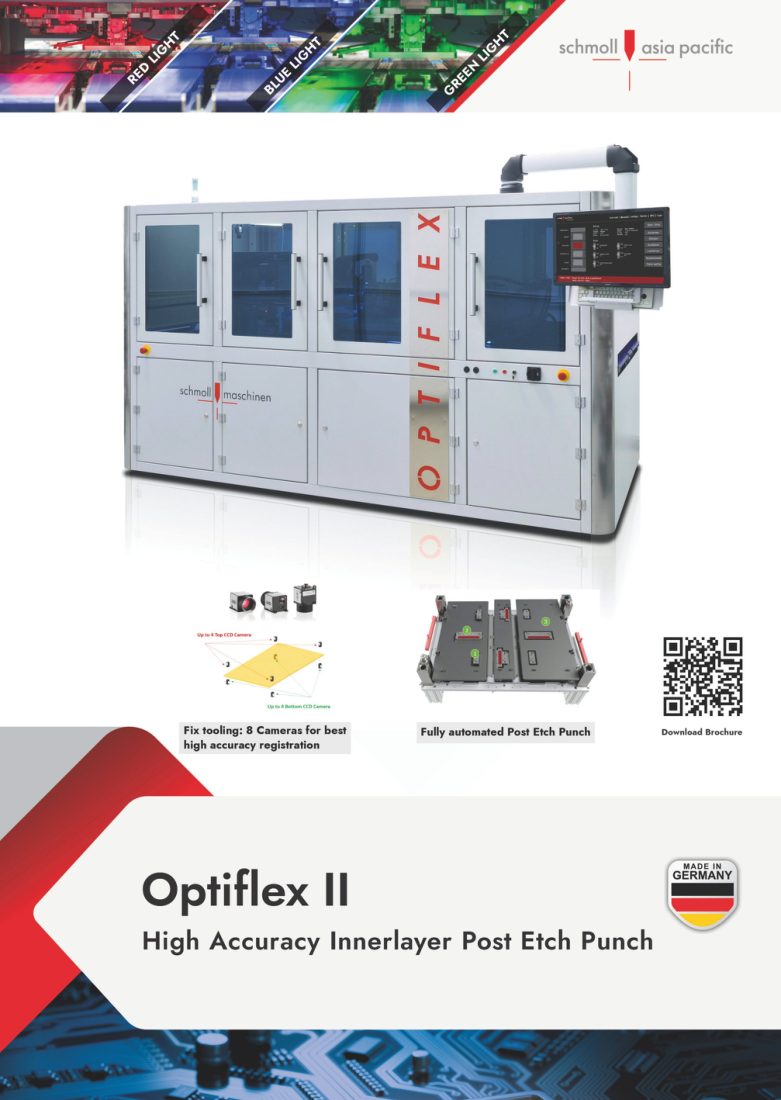 RED LIGHT
BLUE LIGHT
GREEN LIGHT
schmoll asia pacific
OPTIFLEX
schmoll maschinen
Up to 4 Top CCD Camera
Up to 8 Bottom CCD Camera
Fix tooling: 8 Cameras for best
high accuracy registration
Fully automated Post Etch Punch
Download Brochure
Optiflex II
High Accuracy Innerlayer Post Etch Punch
MADE IN
GERMANY